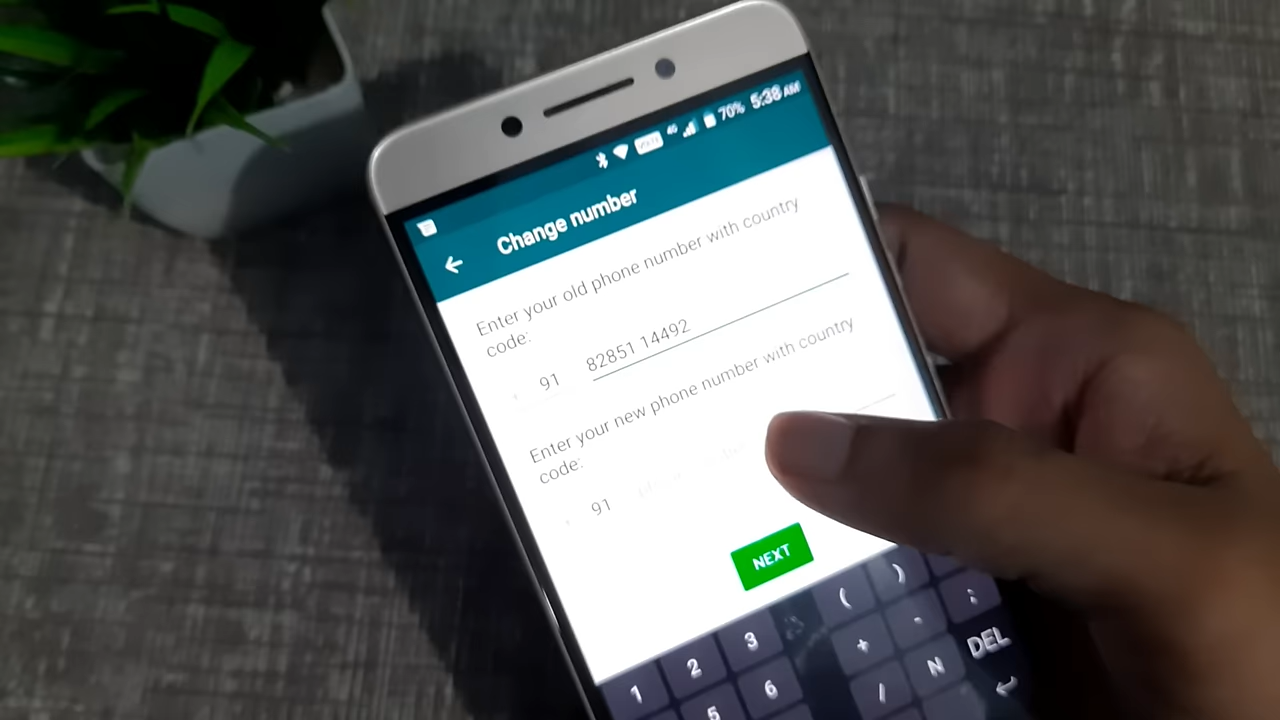 70% 5:38 AM
Change number
Enter your old phone number with country
code:
91 82851 14492
Enter your new phone number with country
code:
91
NEXT
1 2 3 ( ) ;
5 6 + - DEL
/ N